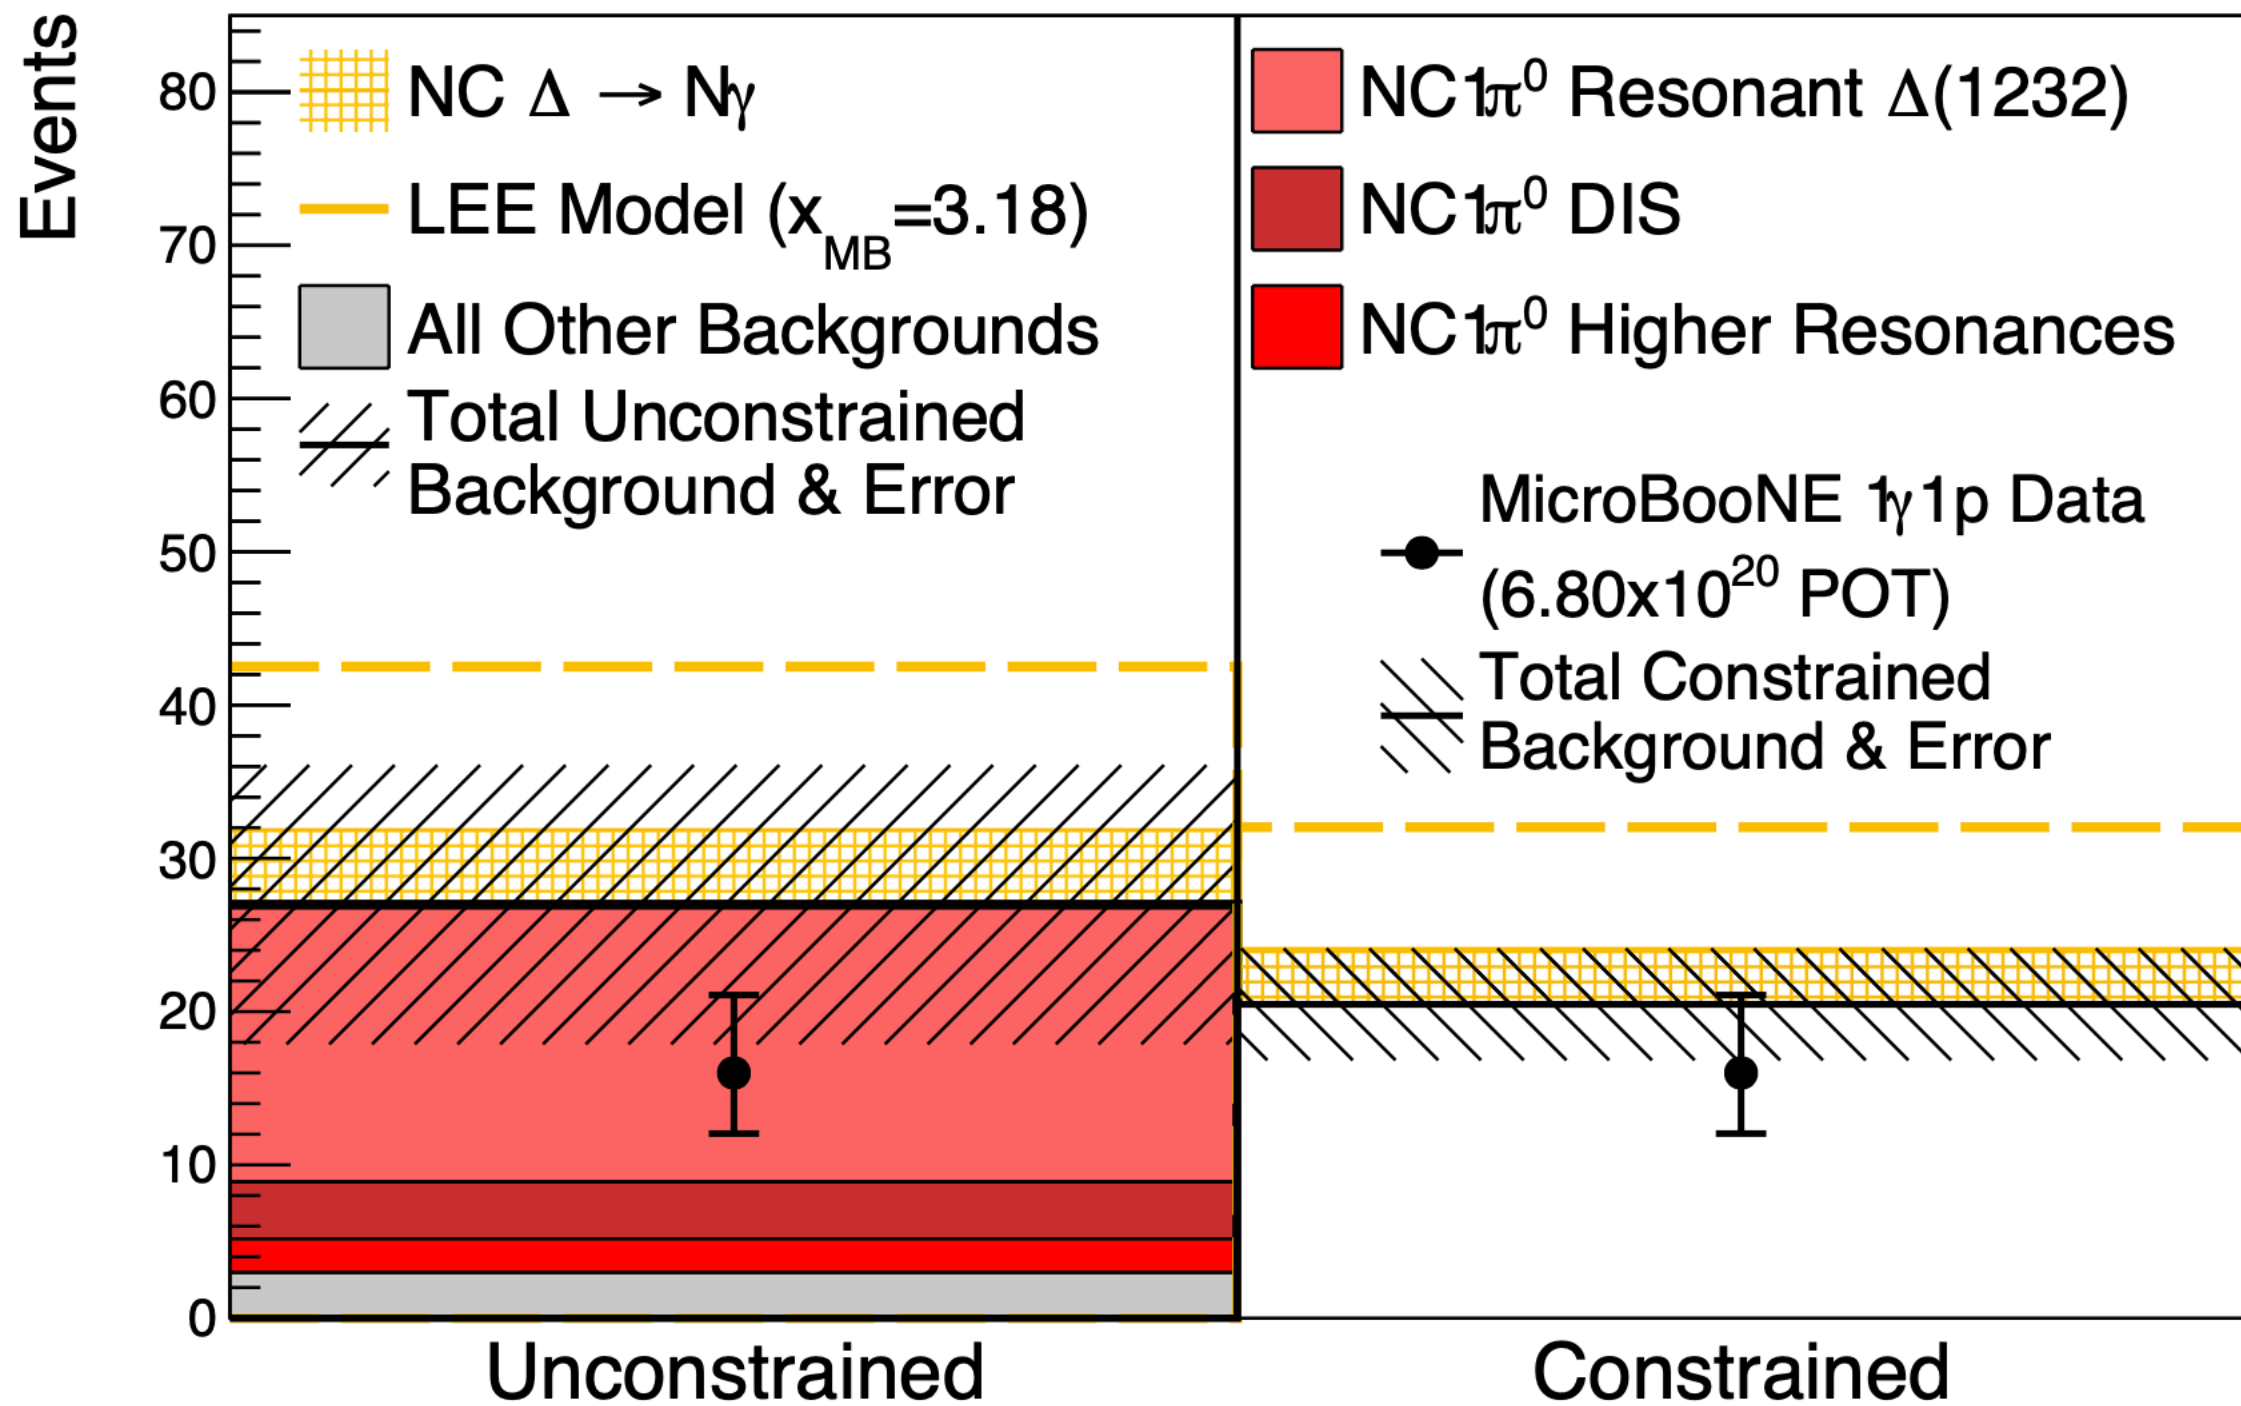 Events
80
70
60
50
40
30
20
10
0
NC Δ → Nγ
LEE Model (x_MB=3.18)
All Other Backgrounds
Total Unconstrained
Background & Error
NC1π⁰ Resonant Δ(1232)
NC1π⁰ DIS
NC1π⁰ Higher Resonances
MicroBooNE 1γ1p Data
(6.80x10²⁰ POT)
Total Constrained
Background & Error
Unconstrained
Constrained